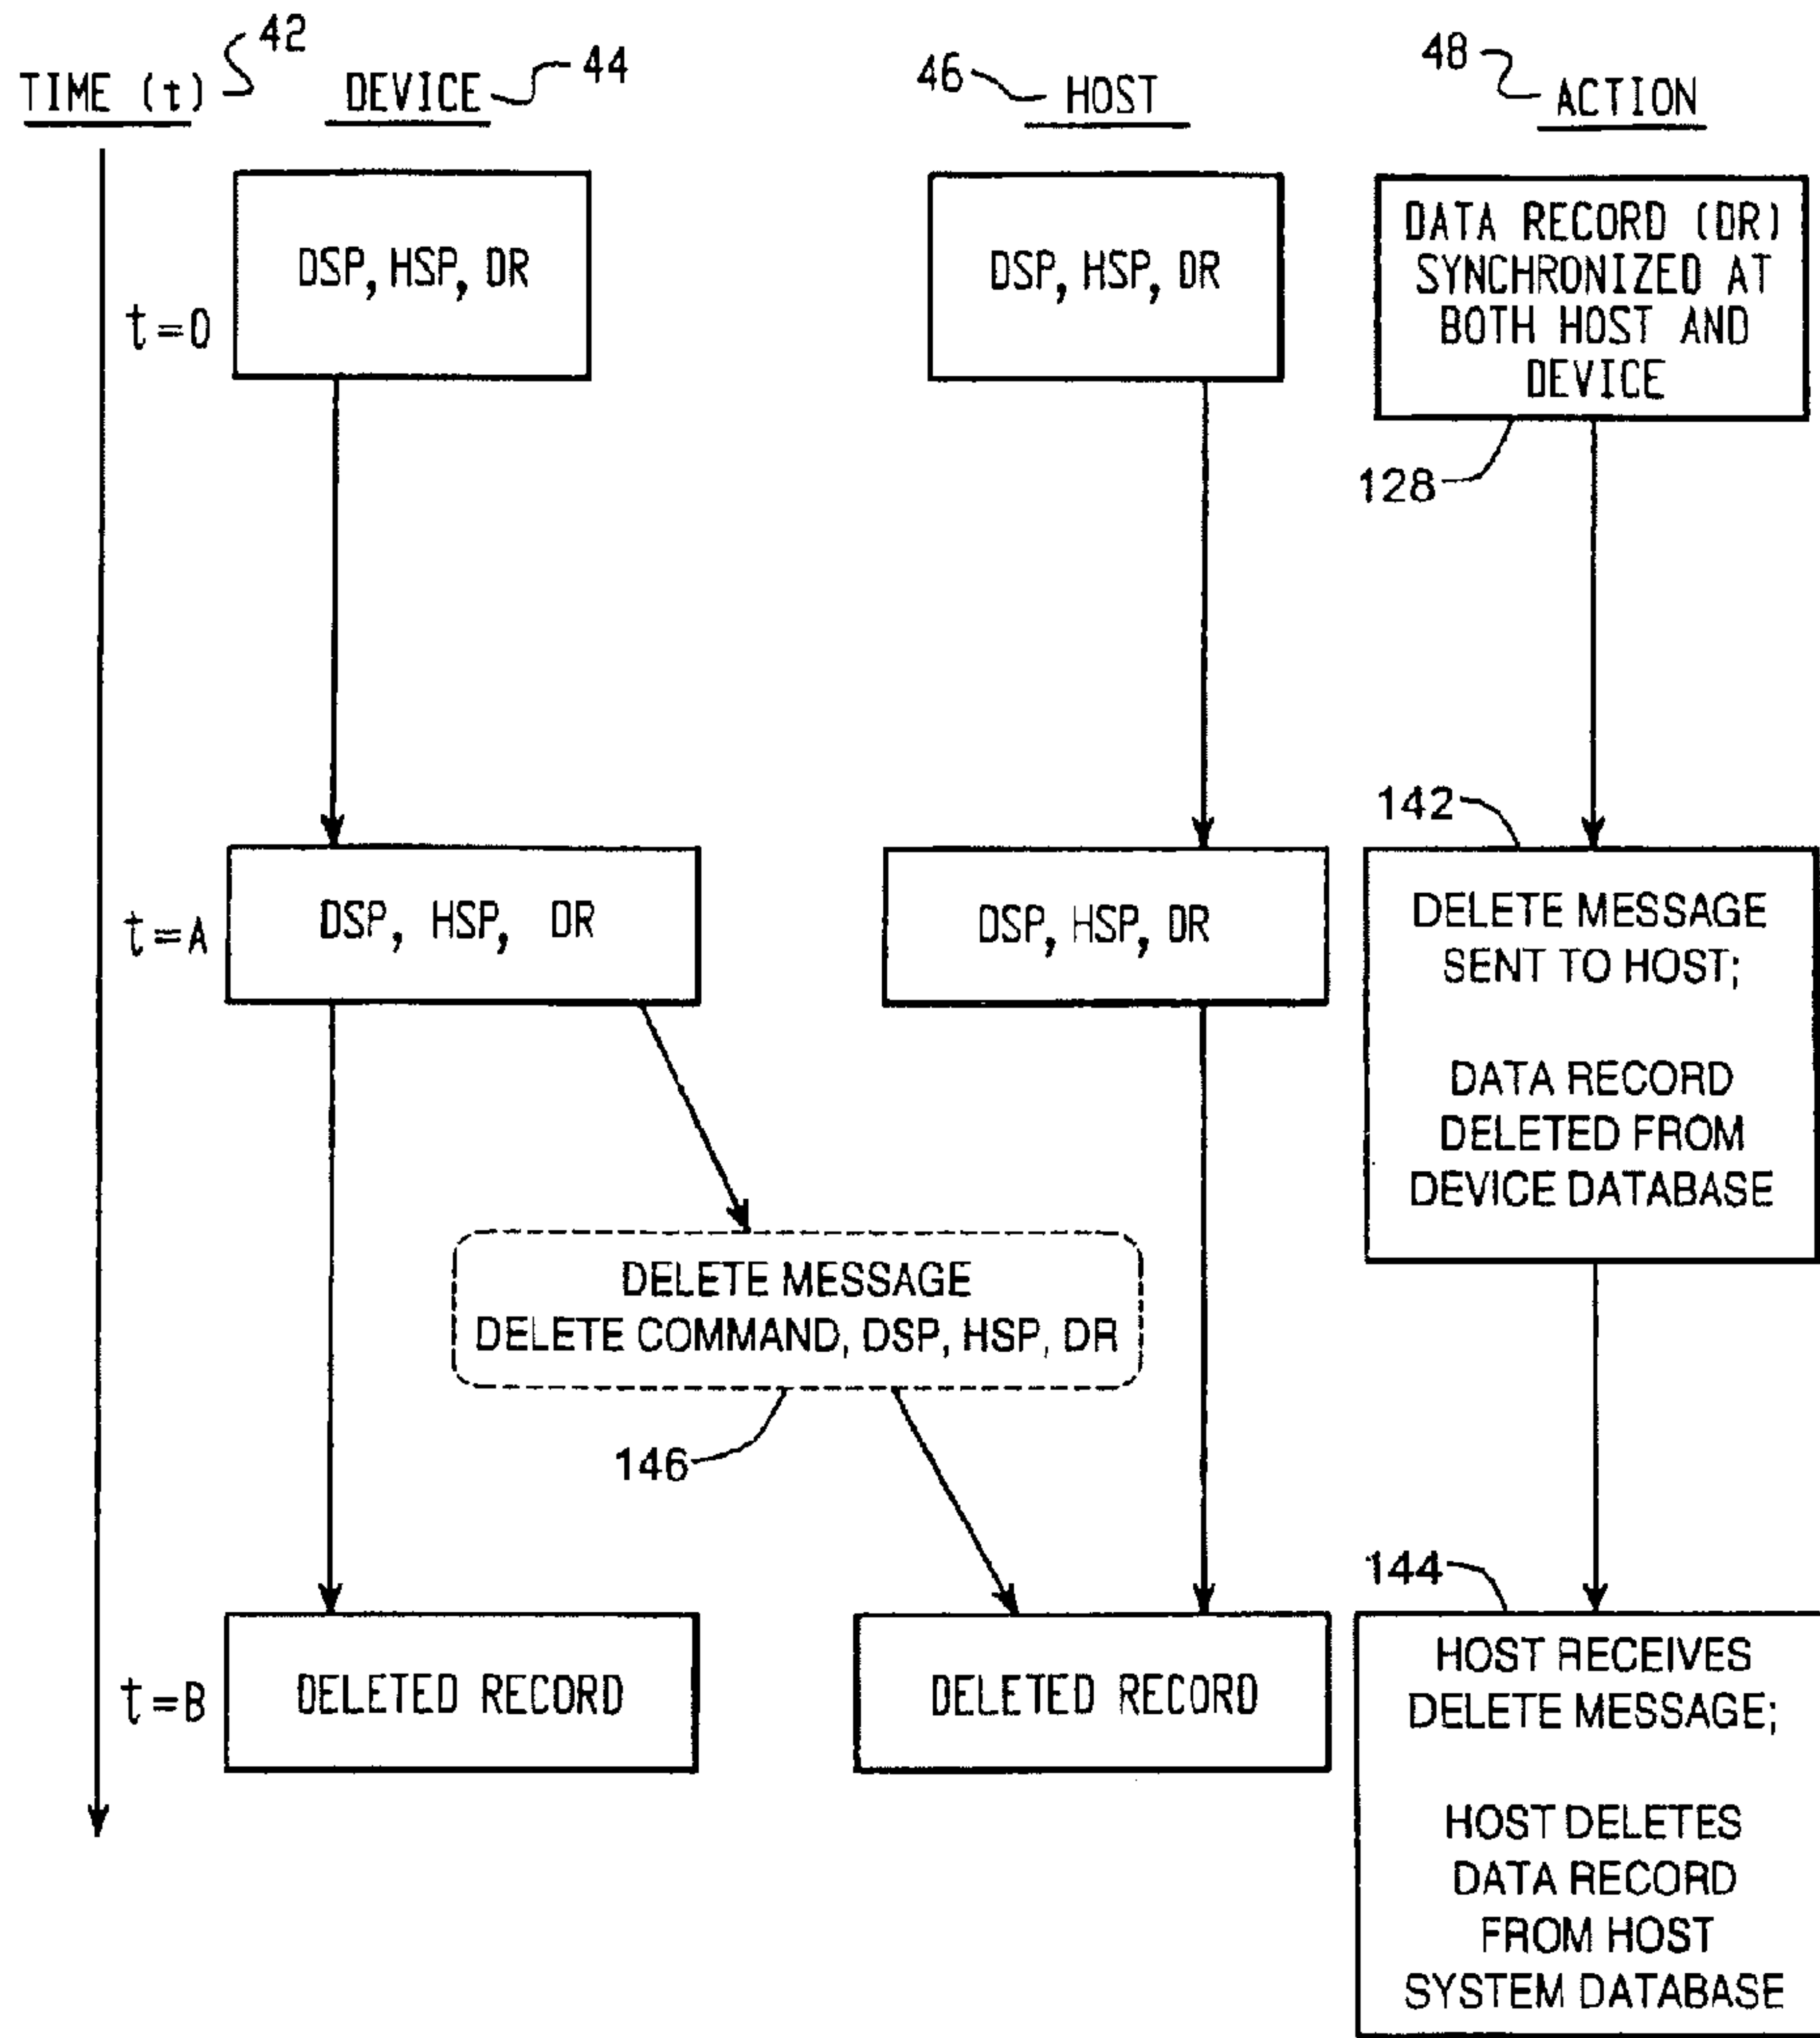 42
44
46
48
TIME (t)
DEVICE
HOST
ACTION
t=0
DSP, HSP, DR
DSP, HSP, DR
DATA RECORD (DR)
SYNCHRONIZED AT
BOTH HOST AND
DEVICE
128
142
t=A
DSP, HSP, DR
DSP, HSP, DR
DELETE MESSAGE
SENT TO HOST;
DATA RECORD
DELETED FROM
DEVICE DATABASE
DELETE MESSAGE
DELETE COMMAND, DSP, HSP, DR
146
144
t=B
DELETED RECORD
DELETED RECORD
HOST RECEIVES
DELETE MESSAGE;
HOST DELETES
DATA RECORD
FROM HOST
SYSTEM DATABASE